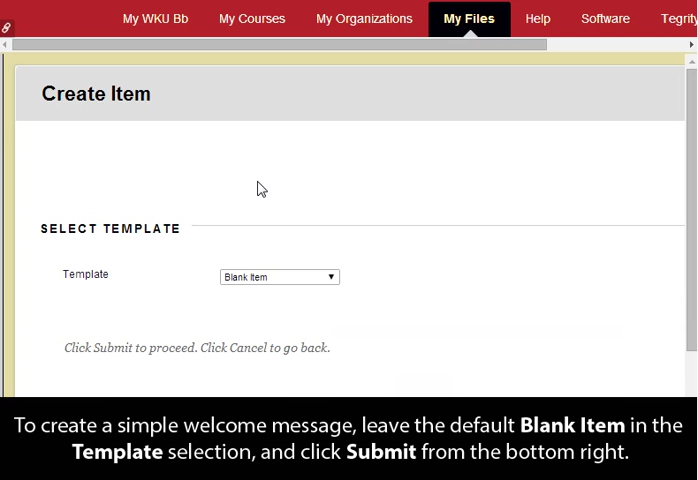 My WKU Bb My Courses My Organizations My Files Help Software Tegrity
Create Item
SELECT TEMPLATE
Template Blank Item
Click Submit to proceed. Click Cancel to go back.
To create a simple welcome message, leave the default Blank Item in the
Template selection, and click Submit from the bottom right.